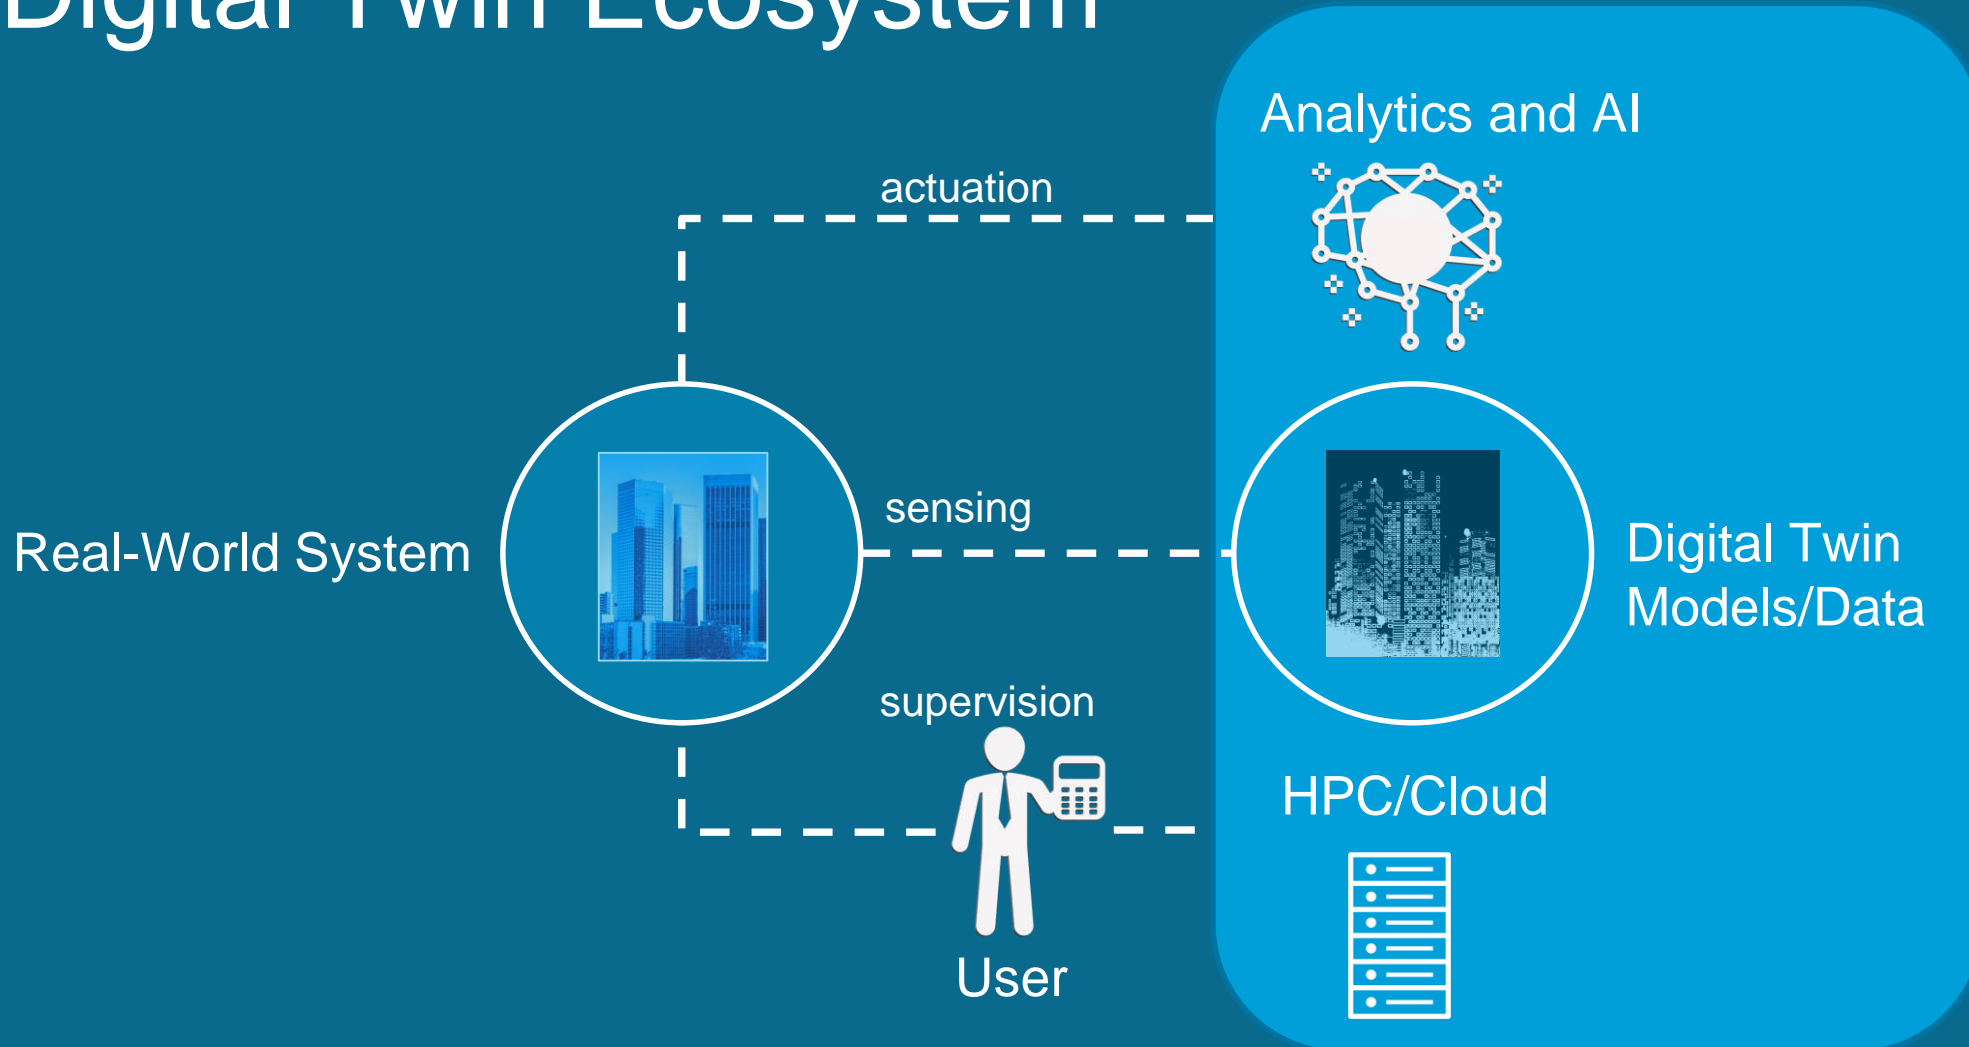 Digital Twin Ecosystem
Analytics and AI
actuation
sensing
Real-World System
Digital Twin
Models/Data
supervision
HPC/Cloud
User